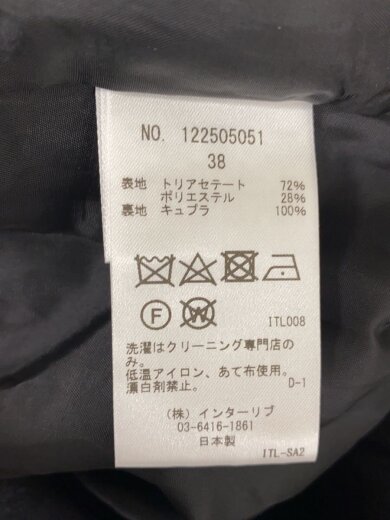 NO. 122505051
38
表地 トリアセテート 72%
ポリエステル 28%
裏地 キュプラ 100%
F W
ITL008
洗濯はクリーニング専門店の
み。
低温アイロン、あて布使用。
漂白剤禁止。 D-1
(株) インターリブ
03-6416-1861
日本製
ITL-SA2